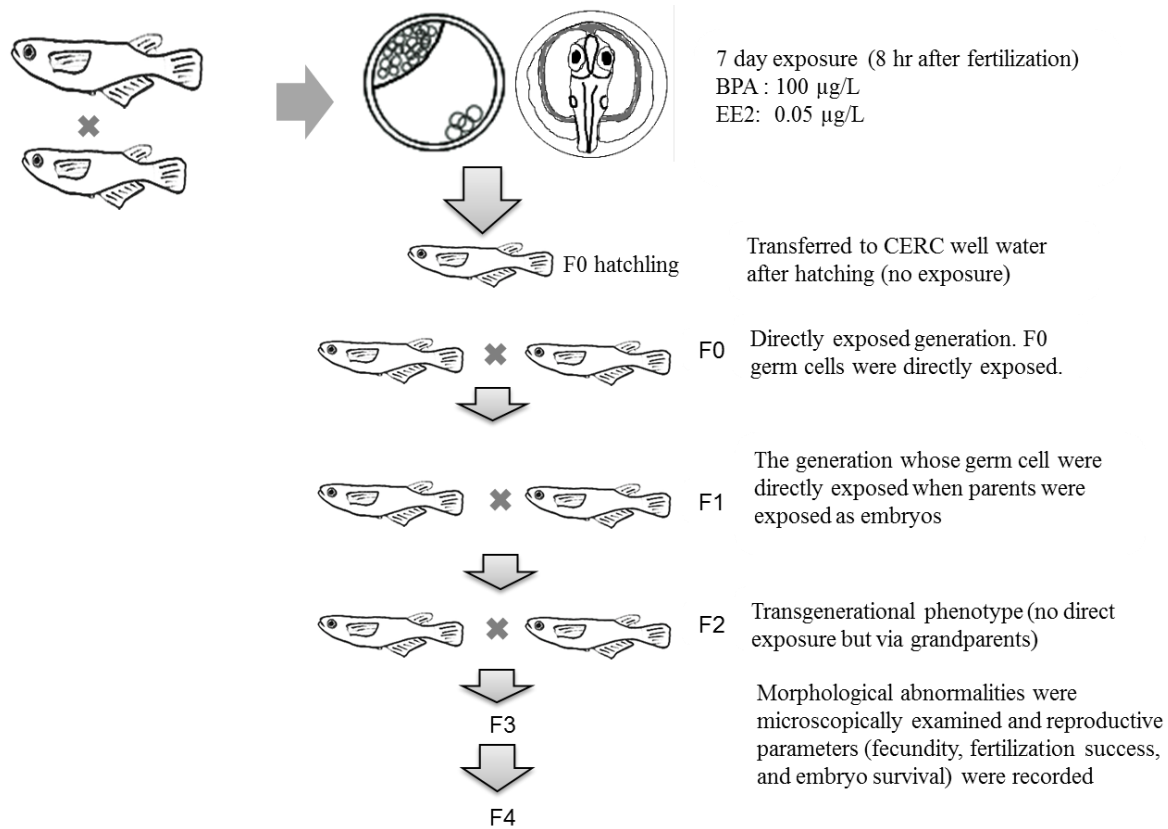 7 day exposure (8 hr after fertilization)
BPA : 100 µg/L
EE2: 0.05 µg/L
F0 hatchling
Transferred to CERC well water
after hatching (no exposure)
F0
Directly exposed generation. F0
germ cells were directly exposed.
F1
The generation whose germ cell were
directly exposed when parents were
exposed as embryos
F2
Transgenerational phenotype (no direct
exposure but via grandparents)
F3
Morphological abnormalities were
microscopically examined and reproductive
parameters (fecundity, fertilization success,
and embryo survival) were recorded
F4